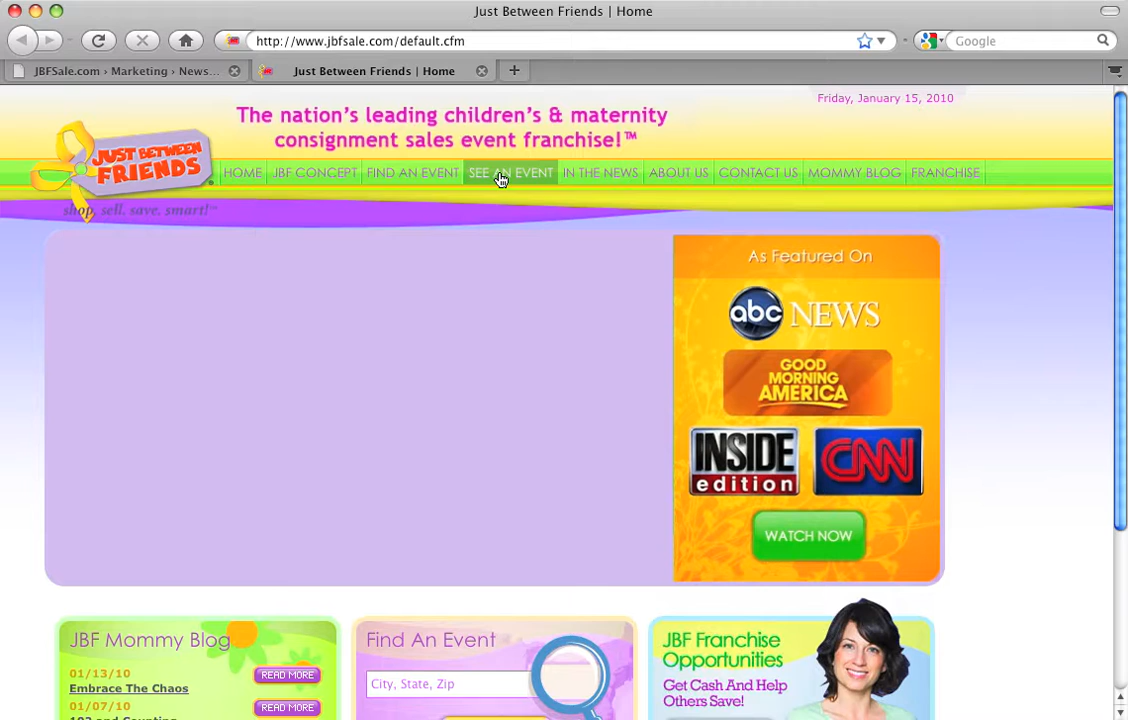 Just Between Friends | Home
http://www.jbfsale.com/default.cfm
Google
JBFSale.com › Marketing › News...
Just Between Friends | Home
Friday, January 15, 2010
The nation's leading children's & maternity
consignment sales event franchise!™
JUST BETWEEN
FRIENDS
shop. sell. save. smart!™
HOME
JBF CONCEPT
FIND AN EVENT
SEE AN EVENT
IN THE NEWS
ABOUT US
CONTACT US
MOMMY BLOG
FRANCHISE
As Featured On
abc NEWS
GOOD
MORNING
AMERICA
INSIDE
edition
CNN
WATCH NOW
JBF Mommy Blog
01/13/10
READ MORE
Embrace The Chaos
01/07/10
READ MORE
102 and Counting
Find An Event
City, State, Zip
JBF Franchise
Opportunities
Get Cash And Help
Others Save!